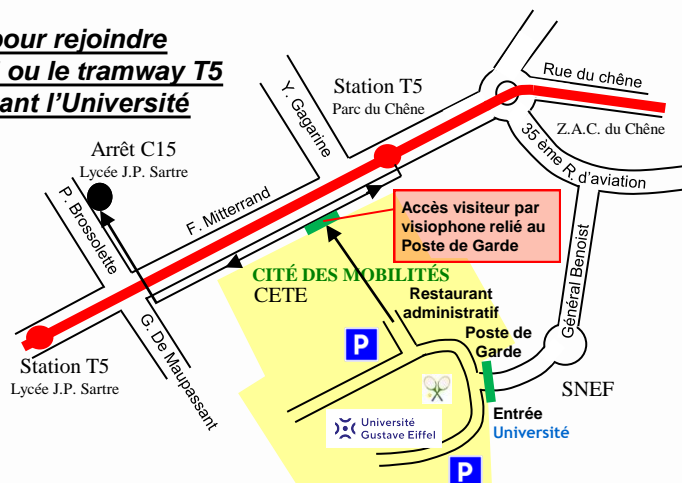 pour rejoindre
ou le tramway T5
ant l'Université
Station T5
Parc du Chêne
Rue du chêne
Z.A.C. du Chêne
35 éme R. d'aviation
Y. Gagarine
Arrêt C15
Lycée J.P. Sartre
P. Brossolette
F. Mitterrand
Accès visiteur par
visiophone relié au
Poste de Garde
CITÉ DES MOBILITÉS
CETE
Restaurant
administratif
Poste de
Garde
Général Benoist
G. De Maupassant
Station T5
Lycée J.P. Sartre
P
SNEF
Entrée
Université
Université
Gustave Eiffel
P